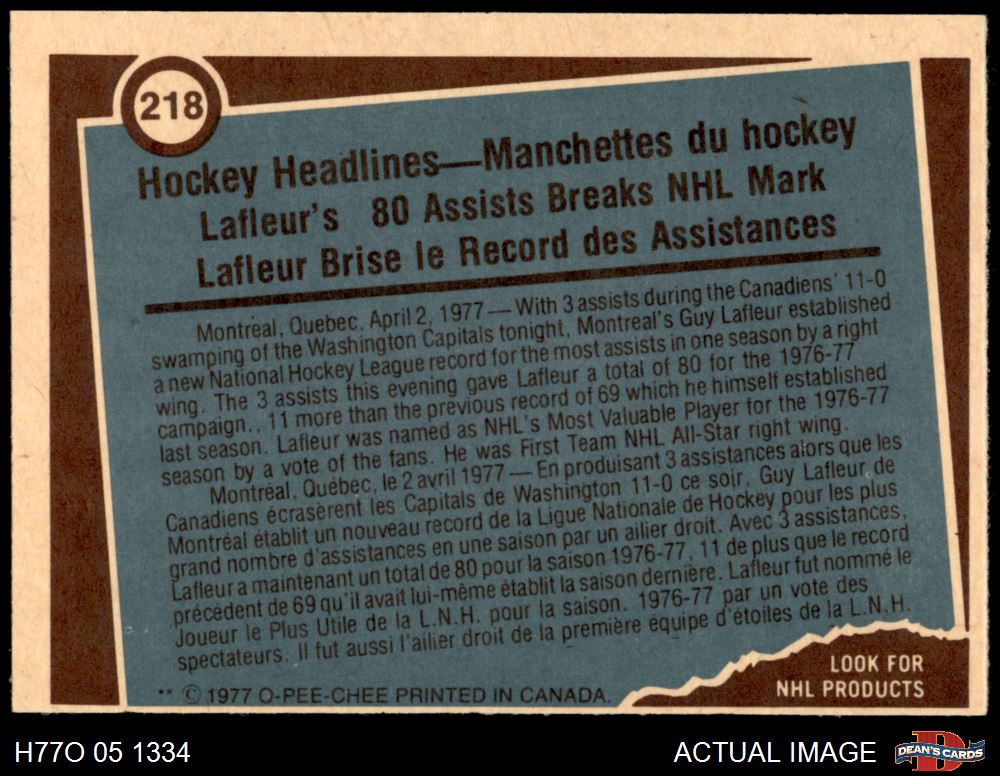 218
Hockey Headlines—Manchettes du hockey
Lafleur's 80 Assists Breaks NHL Mark
Lafleur Brise le Record des Assistances
Montreal, Quebec, April 2, 1977 — With 3 assists during the Canadiens' 11-0
swamping of the Washington Capitals tonight, Montreal's Guy Lafleur established
a new National Hockey League record for the most assists in one season by a right
wing. The 3 assists this evening gave Lafleur a total of 80 for the 1976-77
campaign., 11 more than the previous record of 69 which he himself established
last season. Lafleur was named as NHL's Most Valuable Player for the 1976-77
season by a vote of the fans. He was First Team NHL All-Star right wing.
Montréal, Québec, le 2 avril 1977 — En produisant 3 assistances alors que les
Canadiens écrasèrent les Capitals de Washington 11-0 ce soir, Guy Lafleur de
Montréal établit un nouveau record de la Ligue Nationale de Hockey pour les plus
grand nombre d'assistances en une saison par un ailier droit. Avec 3 assistances,
Lafleur a maintenant un total de 80 pour la saison 1976-77, 11 de plus que le record
précédent de 69 qu'il avait lui-même établit la saison dernière. Lafleur fut nommé le
Joueur le Plus Utile de la L.N.H. pour la saison. 1976-77 par un vote des
spectateurs. Il fut aussi l'ailier droit de la première équipe d'étoiles de la L.N.H.
** © 1977 O-PEE-CHEE PRINTED IN CANADA.
LOOK FOR
NHL PRODUCTS
H77O 05 1334
ACTUAL IMAGE
DEAN'S CARDS